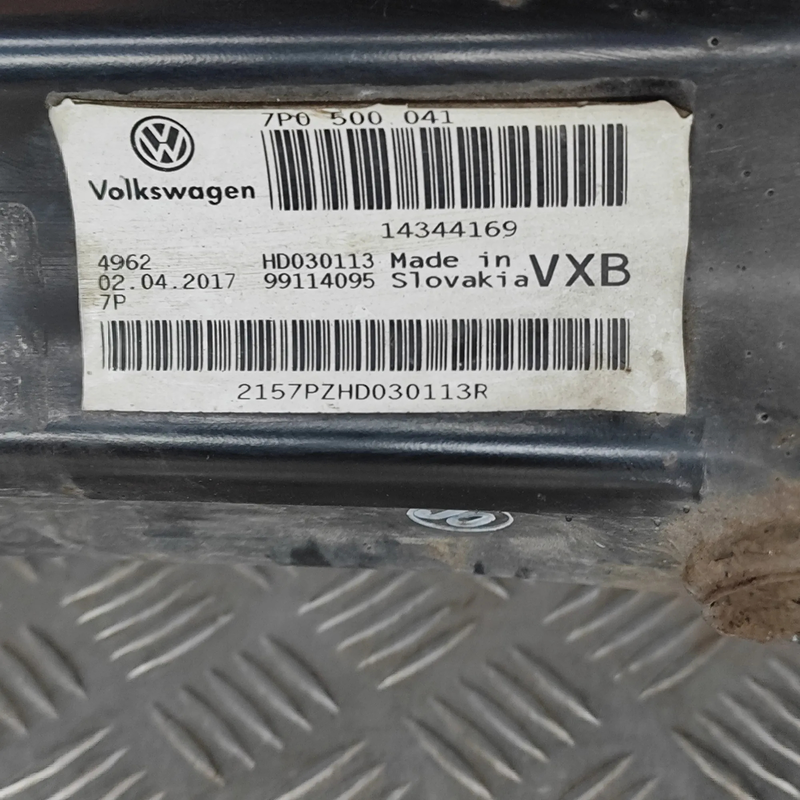 7P0 500 041
Volkswagen
14344169
4962 HD030113 Made in VXB
02.04.2017 99114095 Slovakia
7P
2157PZHD030113R